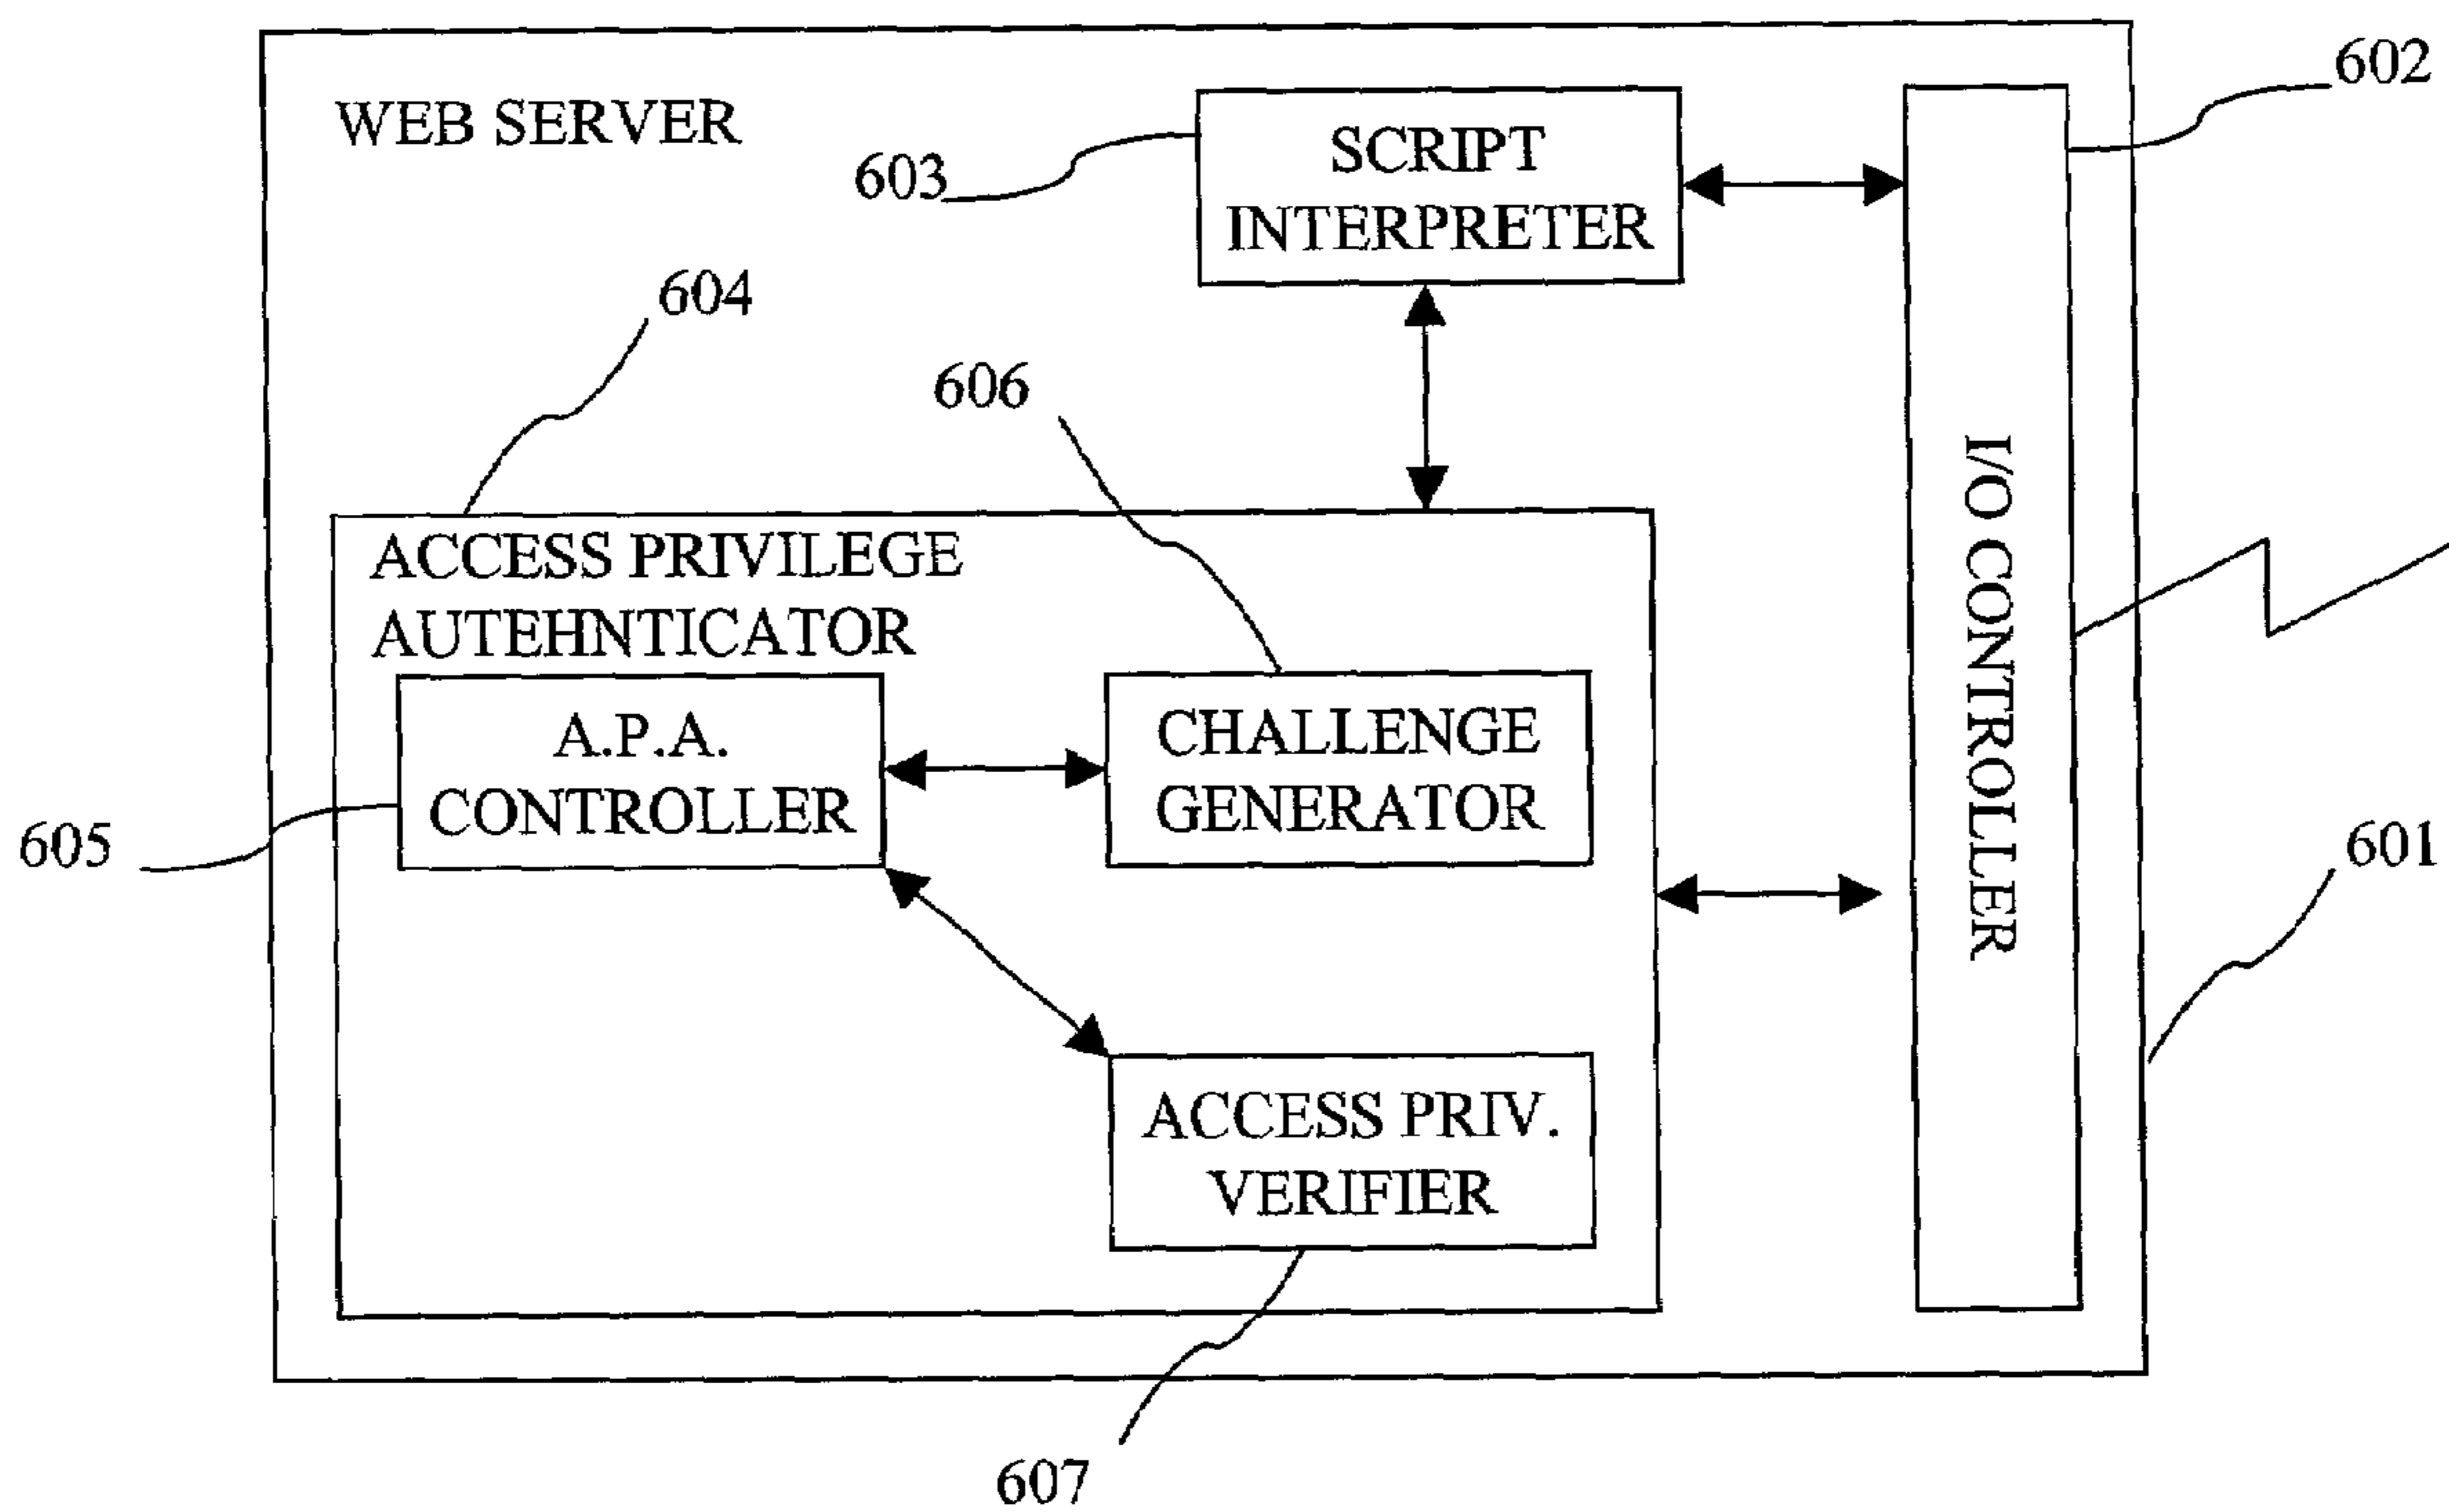 602
WEB SERVER
603
SCRIPT
INTERPRETER
604
606
I/O CONTROLLER
ACCESS PRIVILEGE
AUTEHNTICATOR
A.P.A.
CONTROLLER
CHALLENGE
GENERATOR
605
601
ACCESS PRIV.
VERIFIER
607